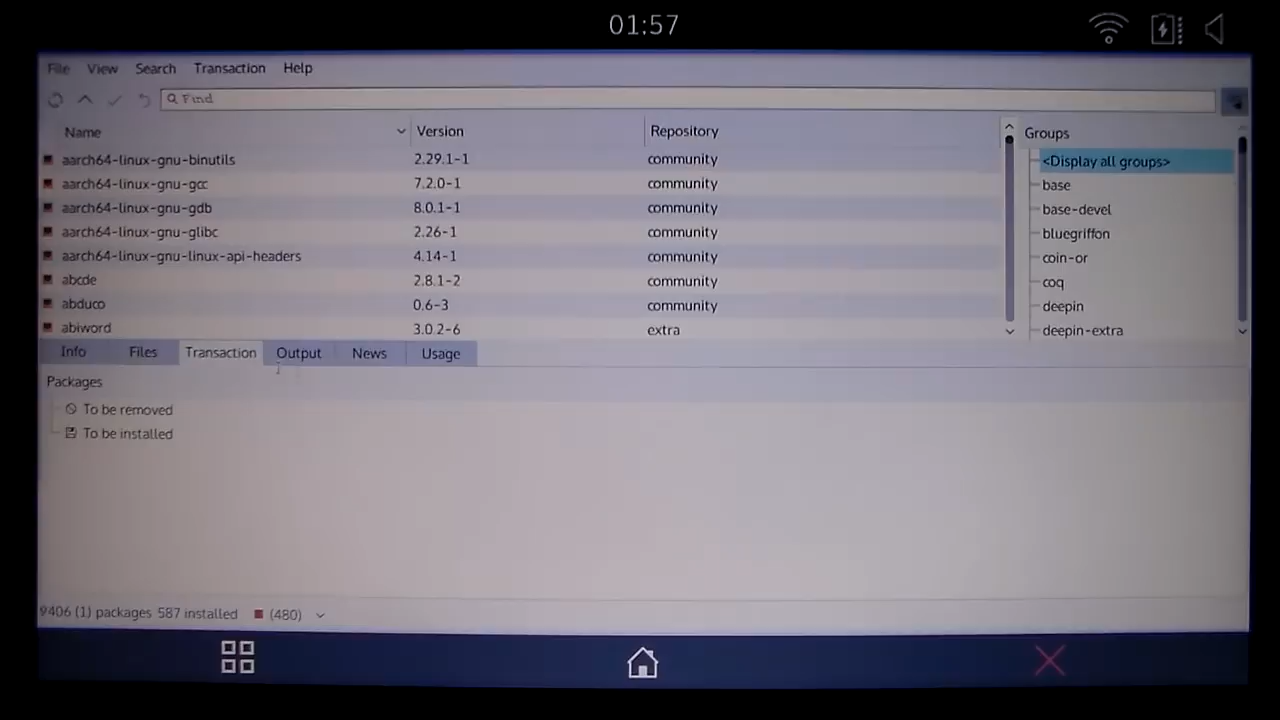 01:57
File View Search Transaction Help
Find
Name Version Repository Groups
aarch64-linux-gnu-binutils 2.29.1-1 community <Display all groups>
aarch64-linux-gnu-gcc 7.2.0-1 community base
aarch64-linux-gnu-gdb 8.0.1-1 community base-devel
aarch64-linux-gnu-glibc 2.26-1 community bluegriffon
aarch64-linux-gnu-linux-api-headers 4.14-1 community coin-or
abcde 2.8.1-2 community coq
abduco 0.6-3 community deepin
abiword 3.0.2-6 extra deepin-extra
Info Files Transaction Output News Usage
Packages
To be removed
To be installed
9406 (1) packages 587 installed (480)